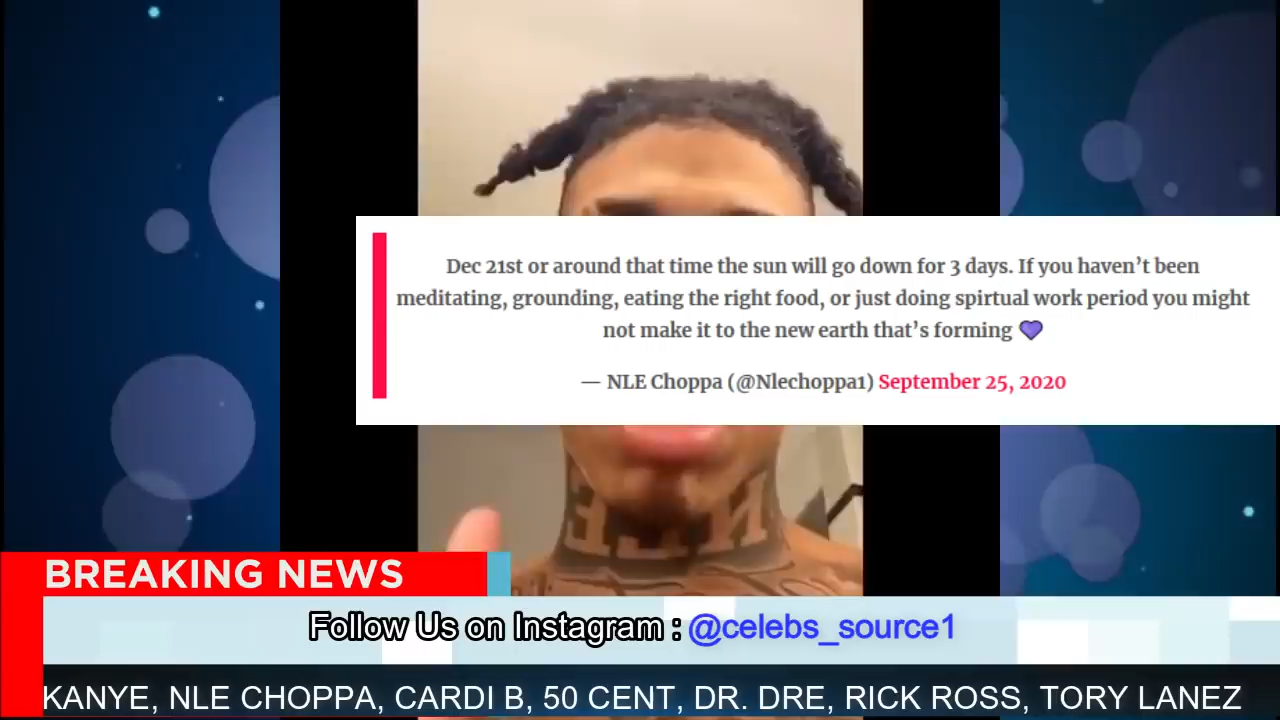 Dec 21st or around that time the sun will go down for 3 days. If you haven’t been
meditating, grounding, eating the right food, or just doing spirtual work period you might
not make it to the new earth that’s forming 💜
— NLE Choppa (@Nlechoppa1) September 25, 2020
NLE
BREAKING NEWS
Follow Us on Instagram : @celebs_source1
KANYE, NLE CHOPPA, CARDI B, 50 CENT, DR. DRE, RICK ROSS, TORY LANEZ